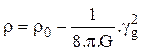 ρ = ρ₀ − 1/(8.π.G) . γ_g²